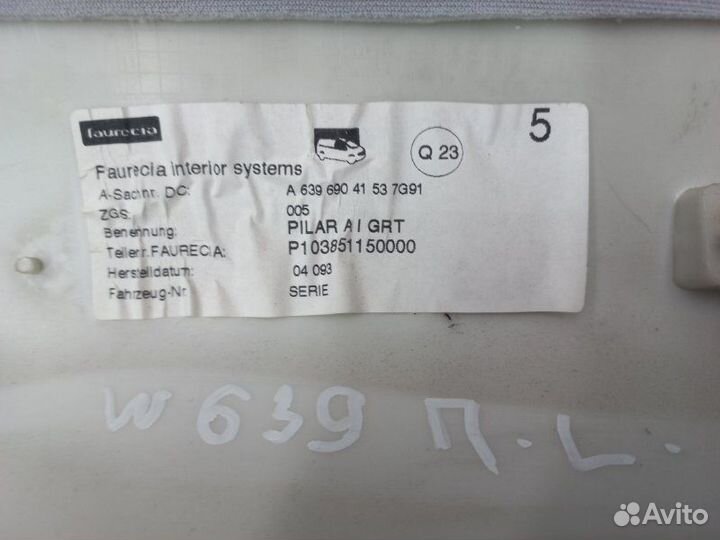 faurecia
5
Q 23
Faurecia interior systems
A-Sachnr. DC: A 639 690 41 53 7G91
ZGS: 005
Benennung: PILAR A I GRT
Teilenr. FAURECIA: P103851150000
Herstelldatum: 04 093
Fahrzeug-Nr SERIE
W 639 П. L.
Avito